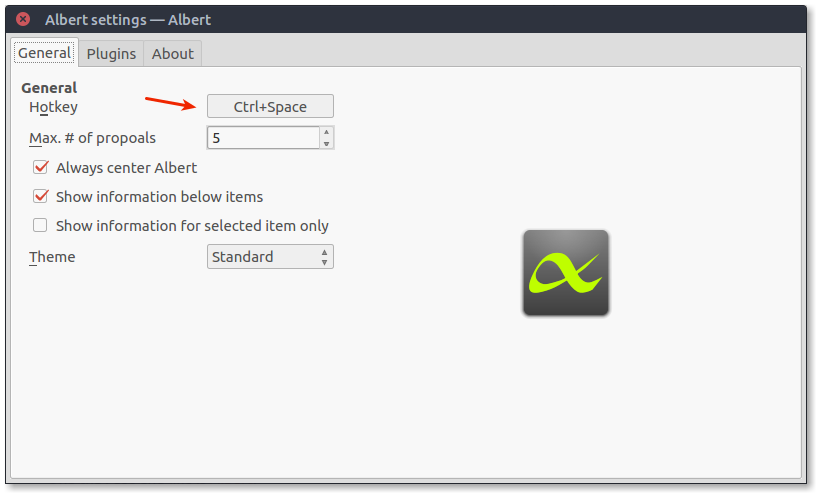 Albert settings — Albert
General Plugins About
General
Hotkey Ctrl+Space
Max. # of propoals 5
Always center Albert
Show information below items
Show information for selected item only
Theme Standard